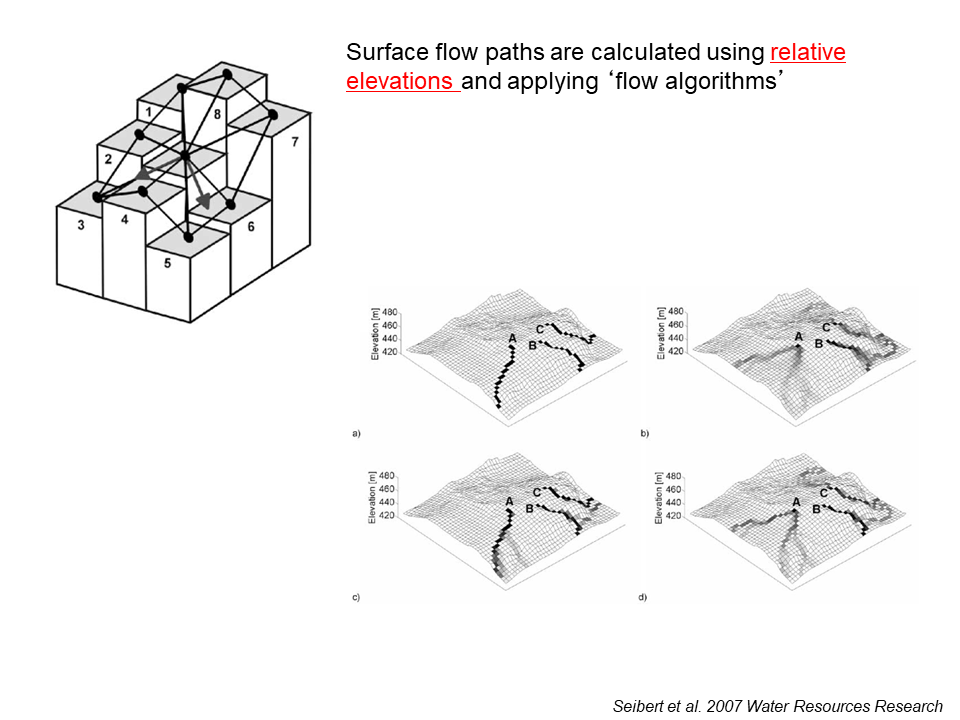 Surface flow paths are calculated using relative
elevations and applying ‘flow algorithms’
1
8
7
2
3
4
6
5
Elevation [m]
480
460
440
420
A
B
C
a)
Elevation [m]
480
460
440
420
A
B
C
b)
Elevation [m]
480
460
440
420
A
B
C
c)
Elevation [m]
480
460
440
420
A
B
C
d)
Seibert et al. 2007 Water Resources Research